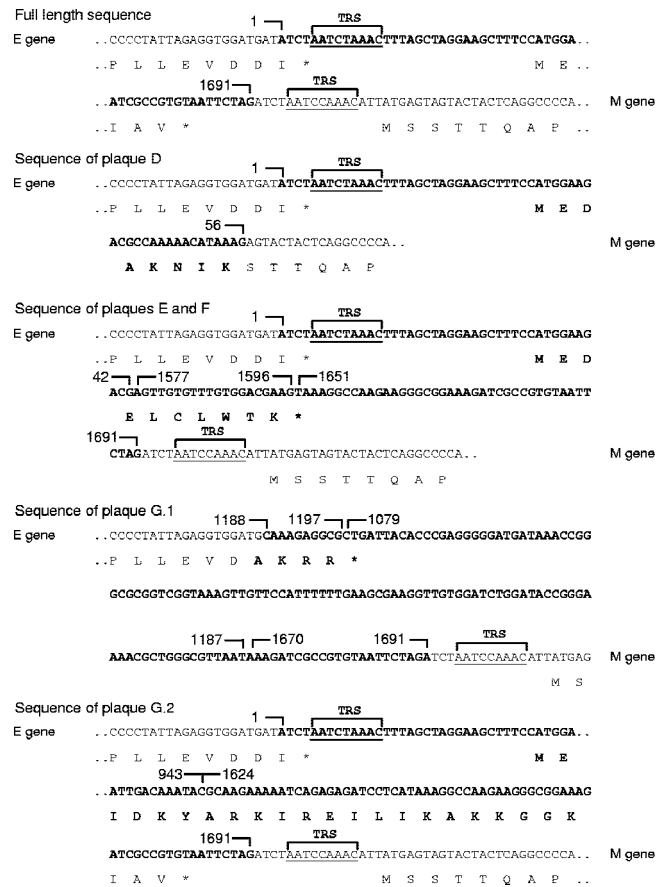 Full length sequence
1 TRS
E gene ..CCCCTATTAGAGGTGGATGATATCTAATCTAAACTTTAGCTAGGAAGCTTTCCATGGA..
..P L L E V D D I * M E..
1691 TRS
ATCGCCGTGTAATTCTAGATCTAATCCAAACATTATGAGTAGTACTACTCAGGCCCCA.. M gene
I A V * M S S T T Q A P ..
Sequence of plaque D
1 TRS
E gene ..CCCCTATTAGAGGTGGATGATATCTAATCTAAACTTTAGCTAGGAAGCTTTCCATGGAAG
..P L L E V D D I * M E D
56
ACGCCAAAAACATAAAGAGTACTACTCAGGCCCCA.. M gene
A K N I K S T T Q A P
Sequence of plaques E and F
1 TRS
E gene ..CCCCTATTAGAGGTGGATGATATCTAATCTAAACTTTAGCTAGGAAGCTTTCCATGGAAG
..P L L E V D D I * M E D
42 1577 1596 1651
ACGAGTTGTGTTTGTGGACGAAGTAAAGGCCAAGAAGGGCGGAAAGATCGCCGTGTAATT
E L C L W T K *
1691 TRS
CTAGATCTAATCCAAACATTATGAGTAGTACTACTCAGGCCCCA.. M gene
M S S T T Q A P
Sequence of plaque G.1
1188 1197 1079
E gene ..CCCCTATTAGAGGTGGATGCAAAGAGGCGCTGATTACACCCGAGGGGGATGATAAACCGG
..P L L E V D A K R R *
GCGCGGTCGGTAAAGTTGTTCCATTTTTTGAAGCGAAGGTTGTGGATCTGGATACCGGGA
1187 1670 1691 TRS
AAACGCTGGGCGTTAATAAAGATCGCCGTGTAATTCTAGATCTAATCCAAACATTATGAG M gene
M S
Sequence of plaque G.2
1 TRS
E gene ..CCCCTATTAGAGGTGGATGATATCTAATCTAAACTTTAGCTAGGAAGCTTTCCATGGA..
..P L L E V D D I * M E
943 1624
ATTGACAAATACGCAAGAAAAATCAGAGAGATCCTCATAAAGGCCAAGAAGGGCGGAAAG
I D K Y A R K I R E I L I K A K K G G K
1691 TRS
ATCGCCGTGTAATTCTAGATCTAATCCAAACATTATGAGTAGTACTACTCAGGCCCCA.. M gene
I A V * M S S T T Q A P ..